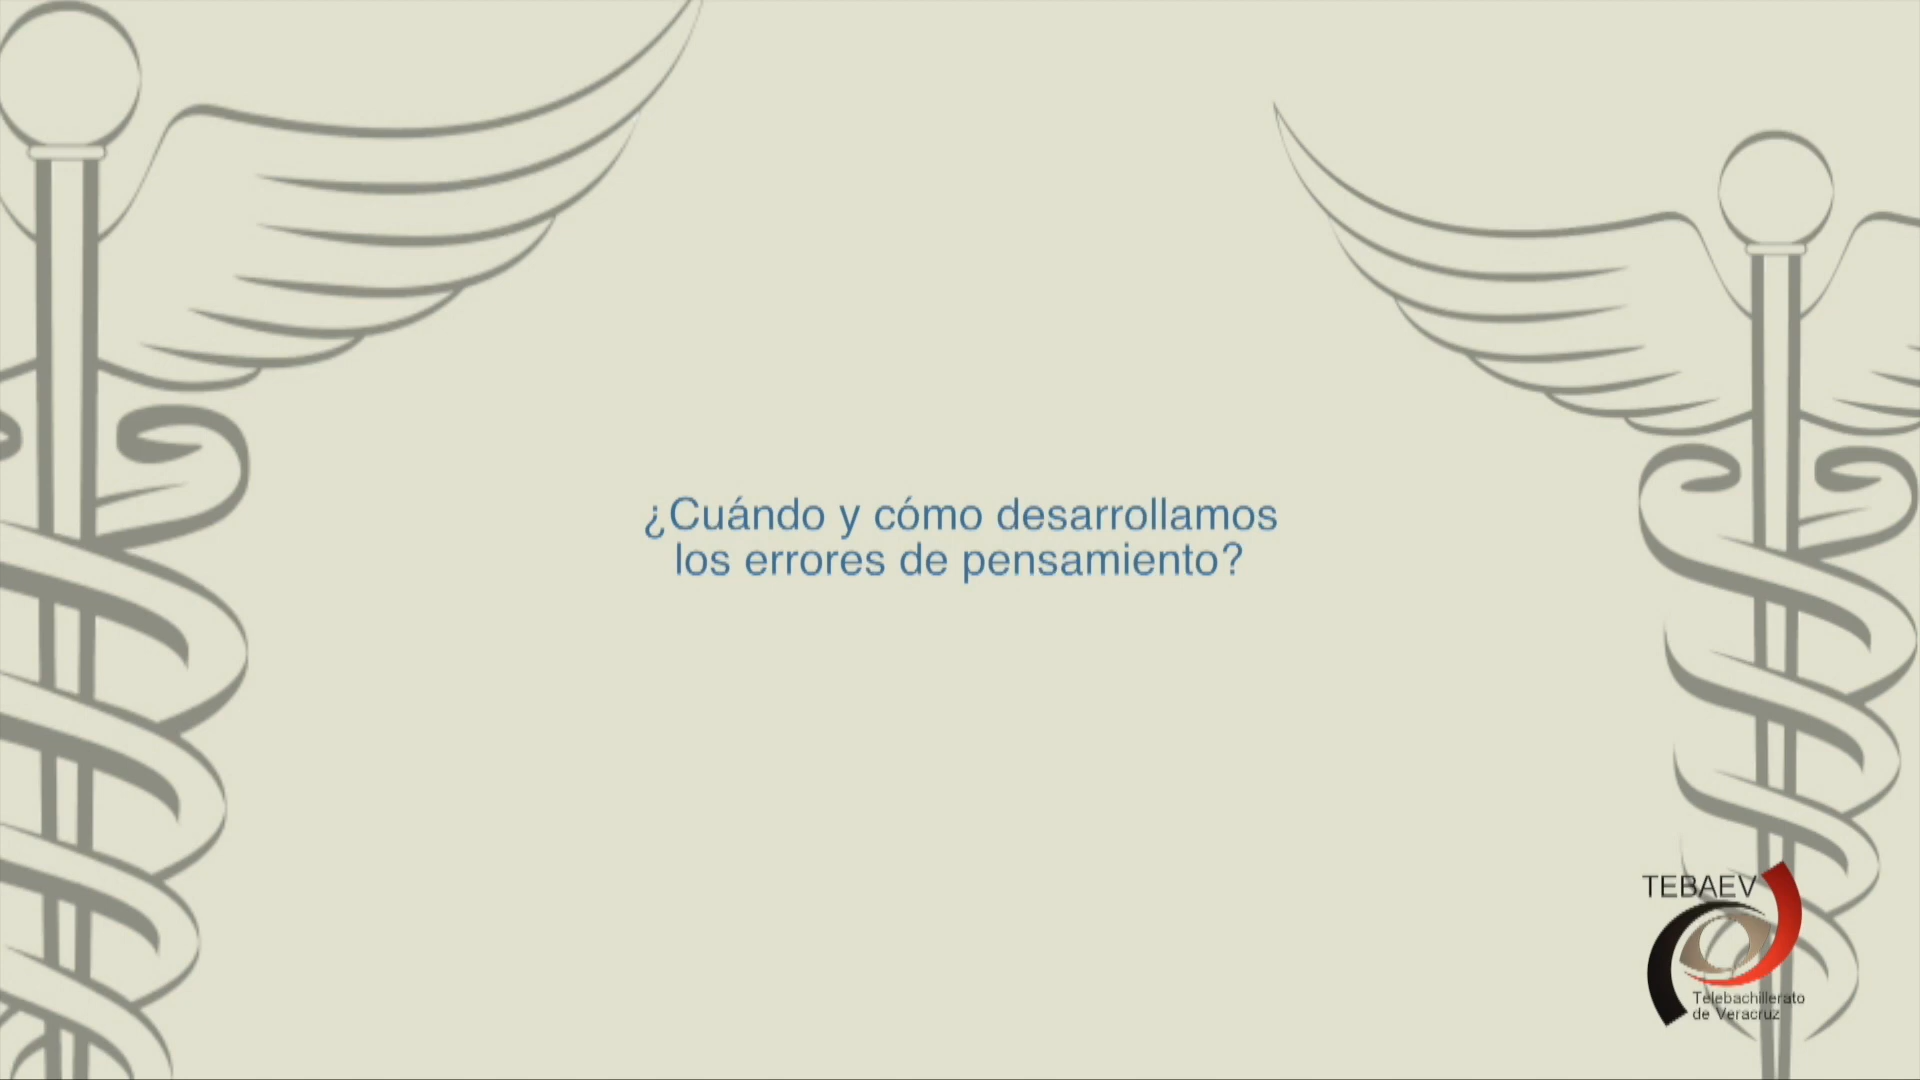 ¿Cuándo y cómo desarrollamos
los errores de pensamiento?
TEBAEV
Telebachillerato
de Veracruz